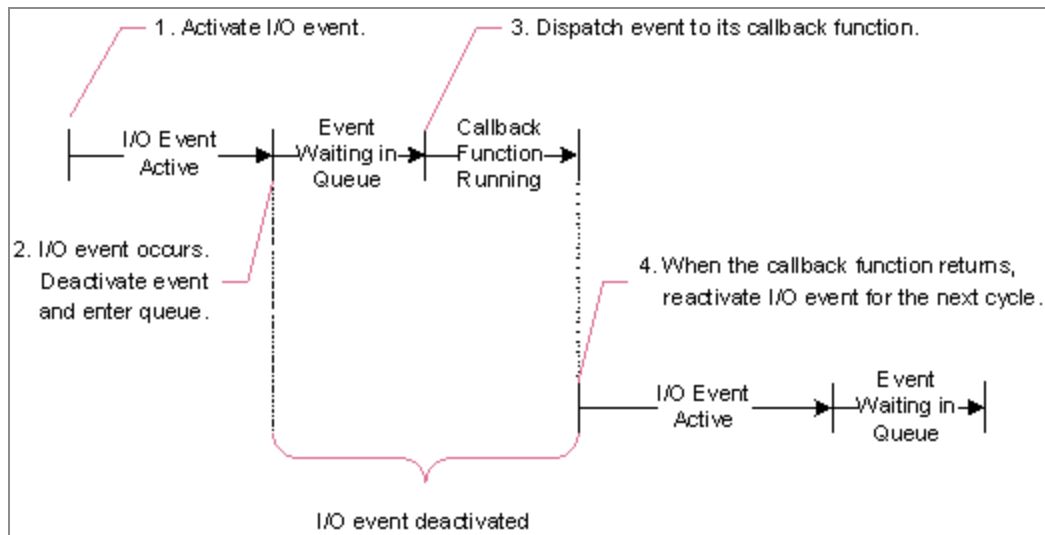 1. Activate I/O event.
3. Dispatch event to its callback function.
I/O Event
Active
Event
Waiting in
Queue
Callback
Function
Running
2. I/O event occurs.
Deactivate event
and enter queue.
4. When the callback function returns,
reactivate I/O event for the next cycle.
I/O Event
Active
Event
Waiting in
Queue
I/O event deactivated